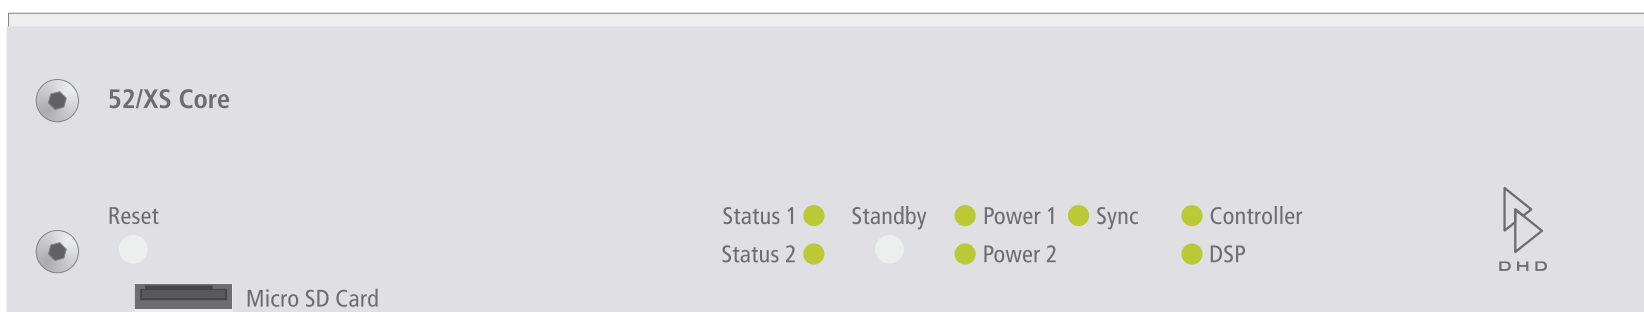 52/XS Core
Reset
Status 1 Standby Power 1 Sync Controller
Status 2 Power 2 DSP
DHD
Micro SD Card